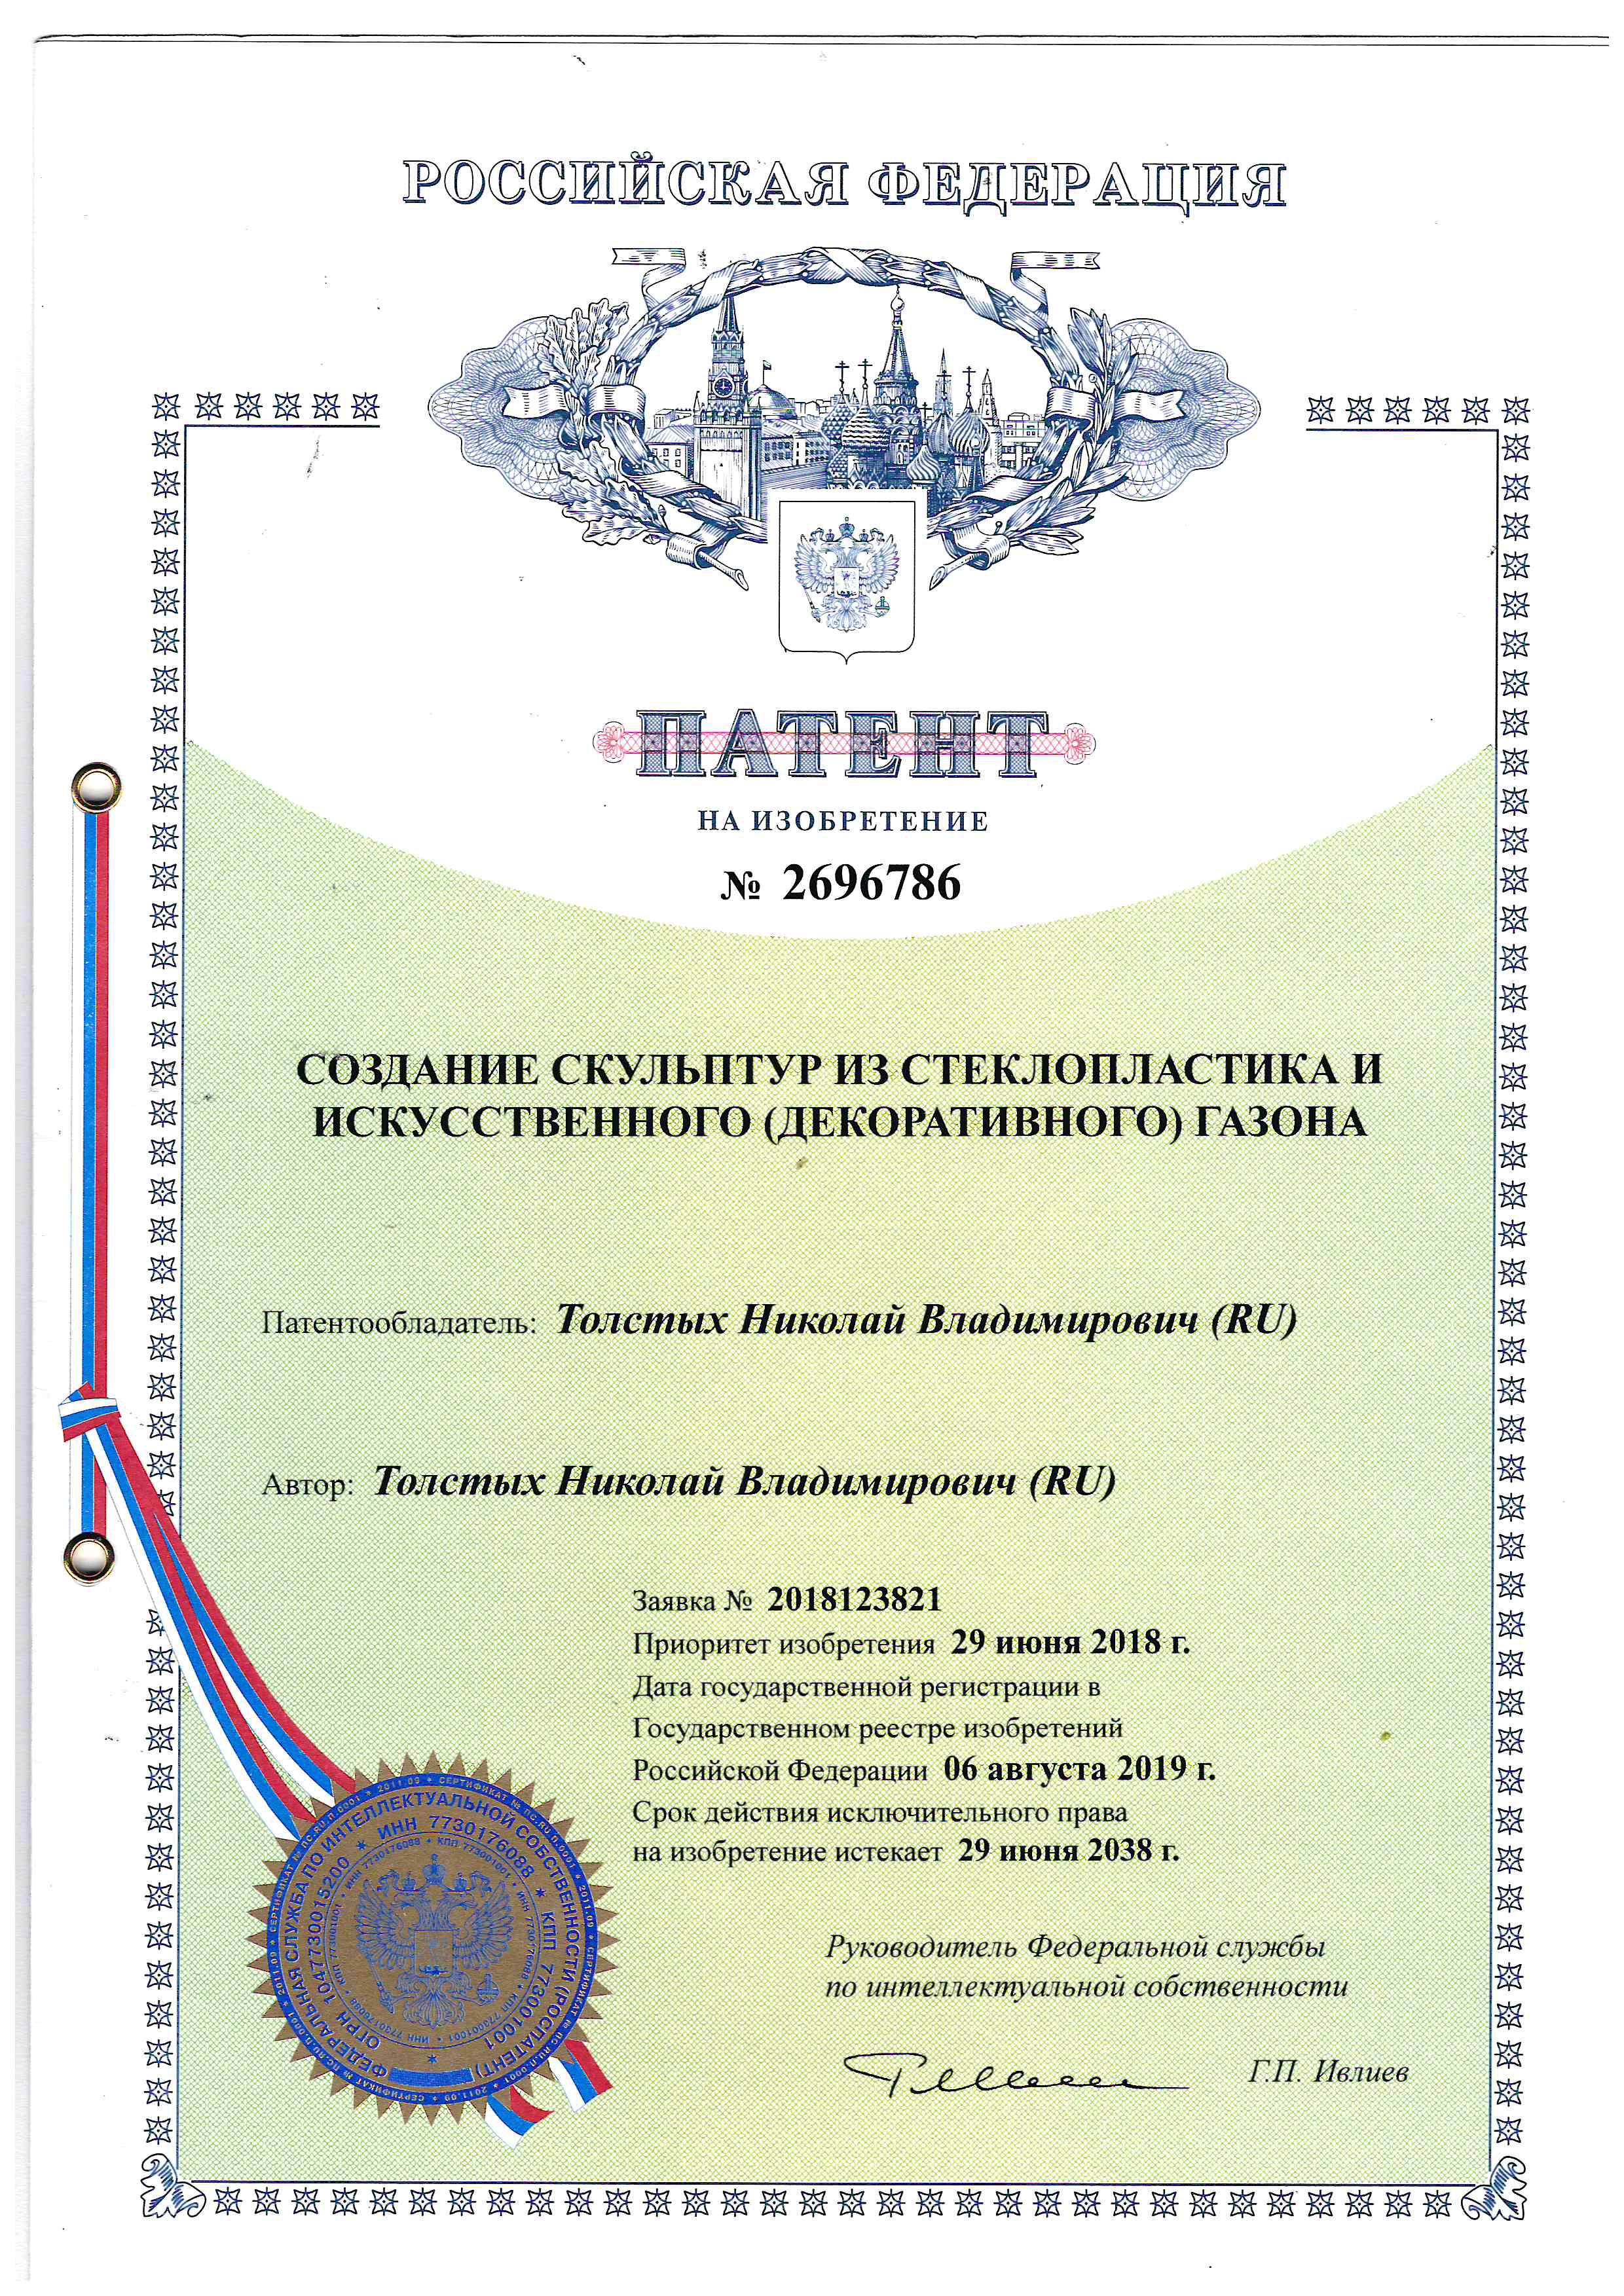 РОССИЙСКАЯ ФЕДЕРАЦИЯ
ПАТЕНТ
НА ИЗОБРЕТЕНИЕ
№ 2696786
СОЗДАНИЕ СКУЛЬПТУР ИЗ СТЕКЛОПЛАСТИКА И
ИСКУССТВЕННОГО (ДЕКОРАТИВНОГО) ГАЗОНА
Патентообладатель: Толстых Николай Владимирович (RU)
Автор: Толстых Николай Владимирович (RU)
Заявка № 2018123821
Приоритет изобретения 29 июня 2018 г.
Дата государственной регистрации в
Государственном реестре изобретений
Российской Федерации 06 августа 2019 г.
Срок действия исключительного права
на изобретение истекает 29 июня 2038 г.
Руководитель Федеральной службы
по интеллектуальной собственности
Г.П. Ивлиев
ФЕДЕРАЛЬНАЯ СЛУЖБА ПО ИНТЕЛЛЕКТУАЛЬНОЙ СОБСТВЕННОСТИ (РОСПАТЕНТ)
ОГРН 1047730015200 * ИНН 7730176088 * КПП 773001001 *